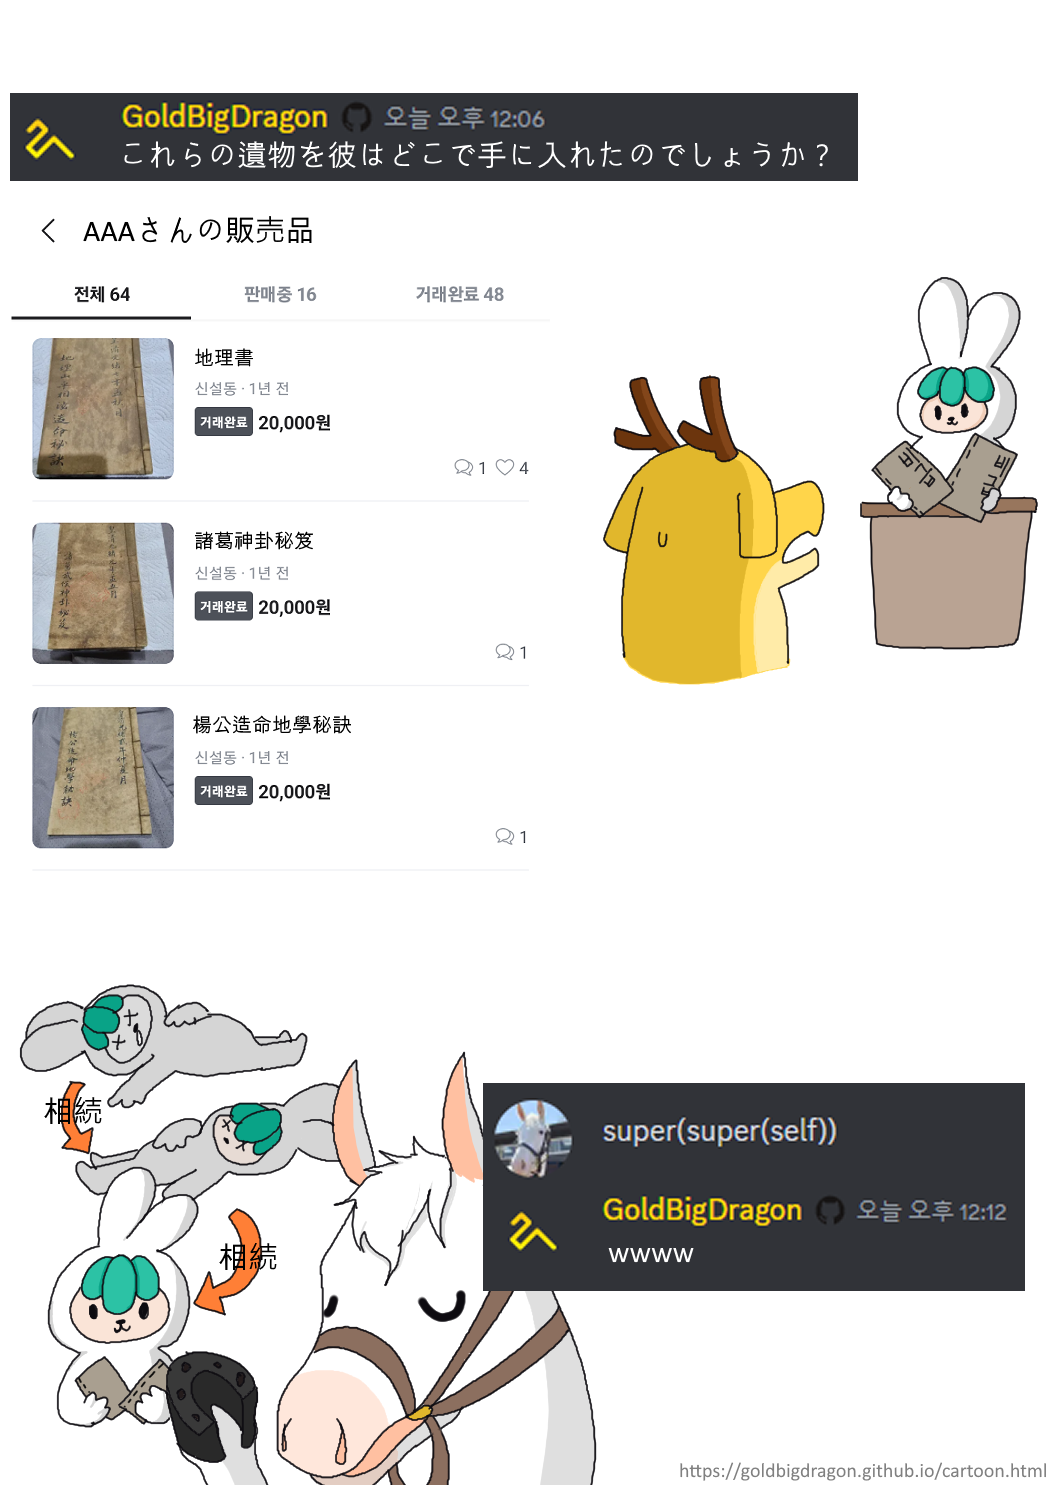 GoldBigDragon 오늘 오후 12:06
これらの遺物を彼はどこで手に入れたのでしょうか？
AAAさんの販売品
전체 64 판매중 16 거래완료 48
地理書
신설동 · 1년 전
거래완료 20,000원
1 4
諸葛神卦秘笈
신설동 · 1년 전
거래완료 20,000원
1
楊公造命地學秘訣
신설동 · 1년 전
거래완료 20,000원
1
비급
비급
相続
相続
super(super(self))
GoldBigDragon 오늘 오후 12:12
wwww
https://goldbigdragon.github.io/cartoon.html